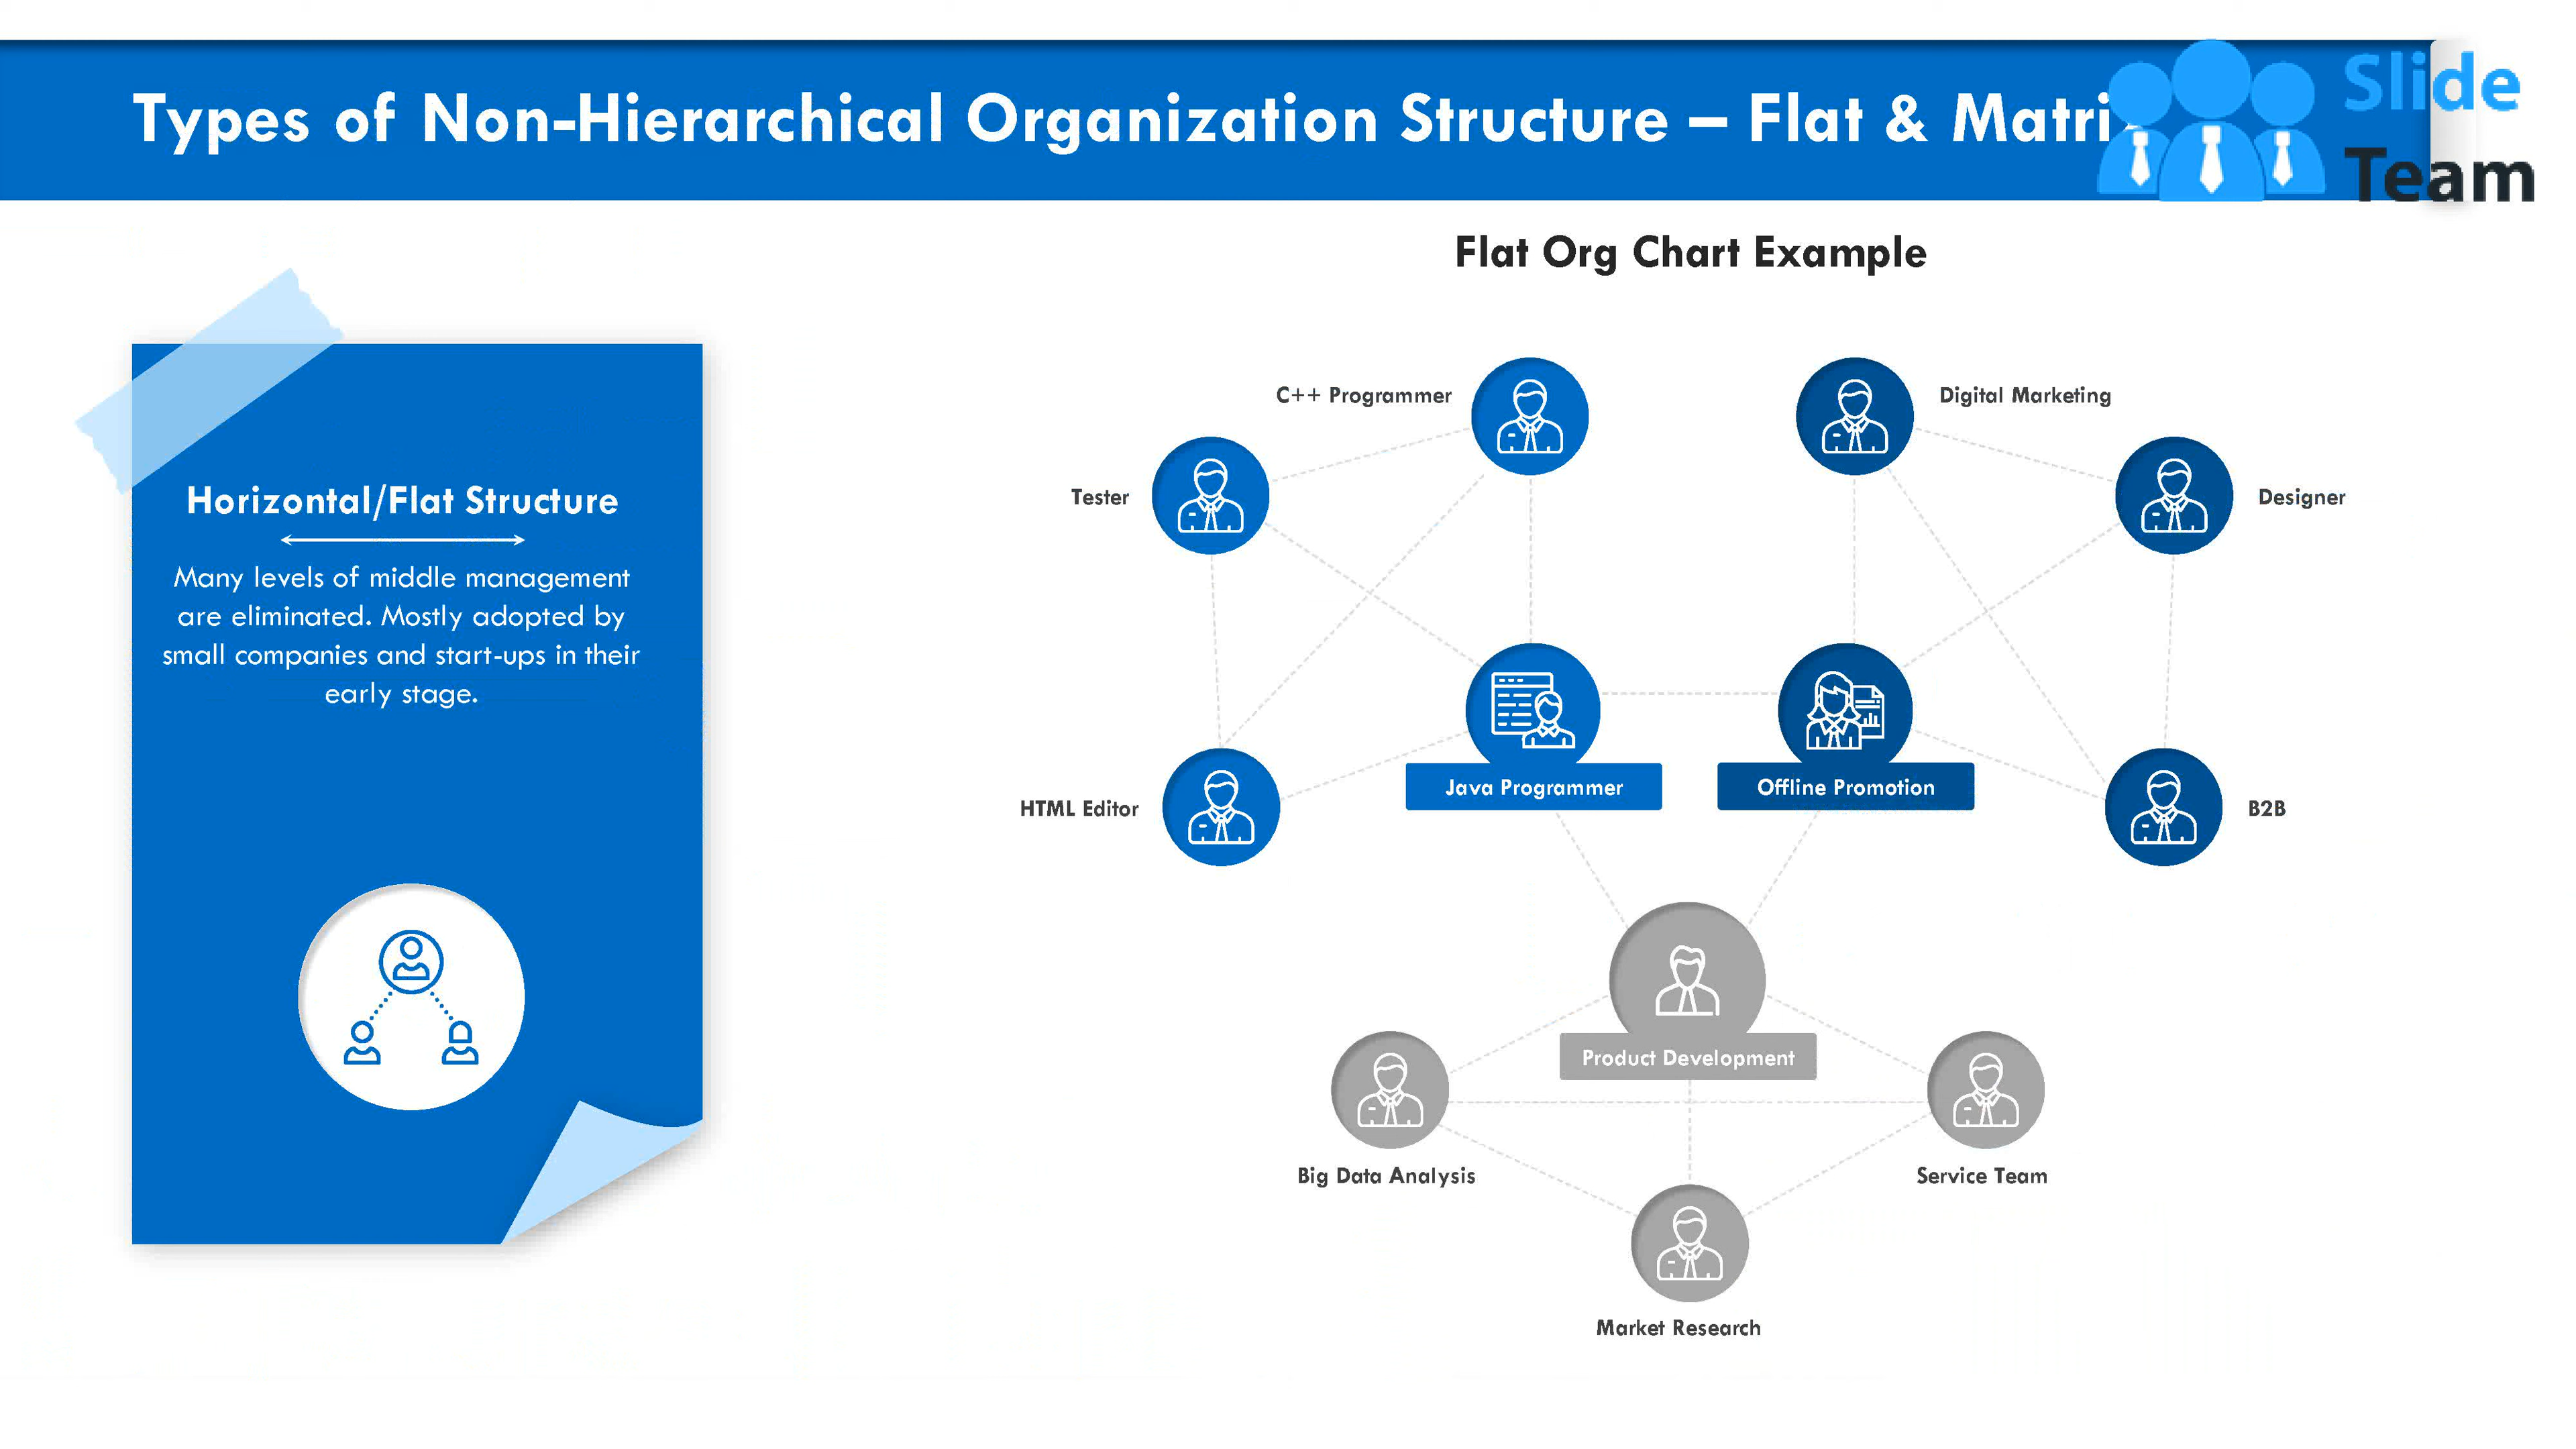 Types of Non-Hierarchical Organization Structure – Flat & Matri
Slide
Team
Flat Org Chart Example
Horizontal/Flat Structure
Many levels of middle management
are eliminated. Mostly adopted by
small companies and start-ups in their
early stage.
C++ Programmer
Digital Marketing
Tester
Designer
Java Programmer
Offline Promotion
HTML Editor
B2B
Product Development
Big Data Analysis
Service Team
Market Research